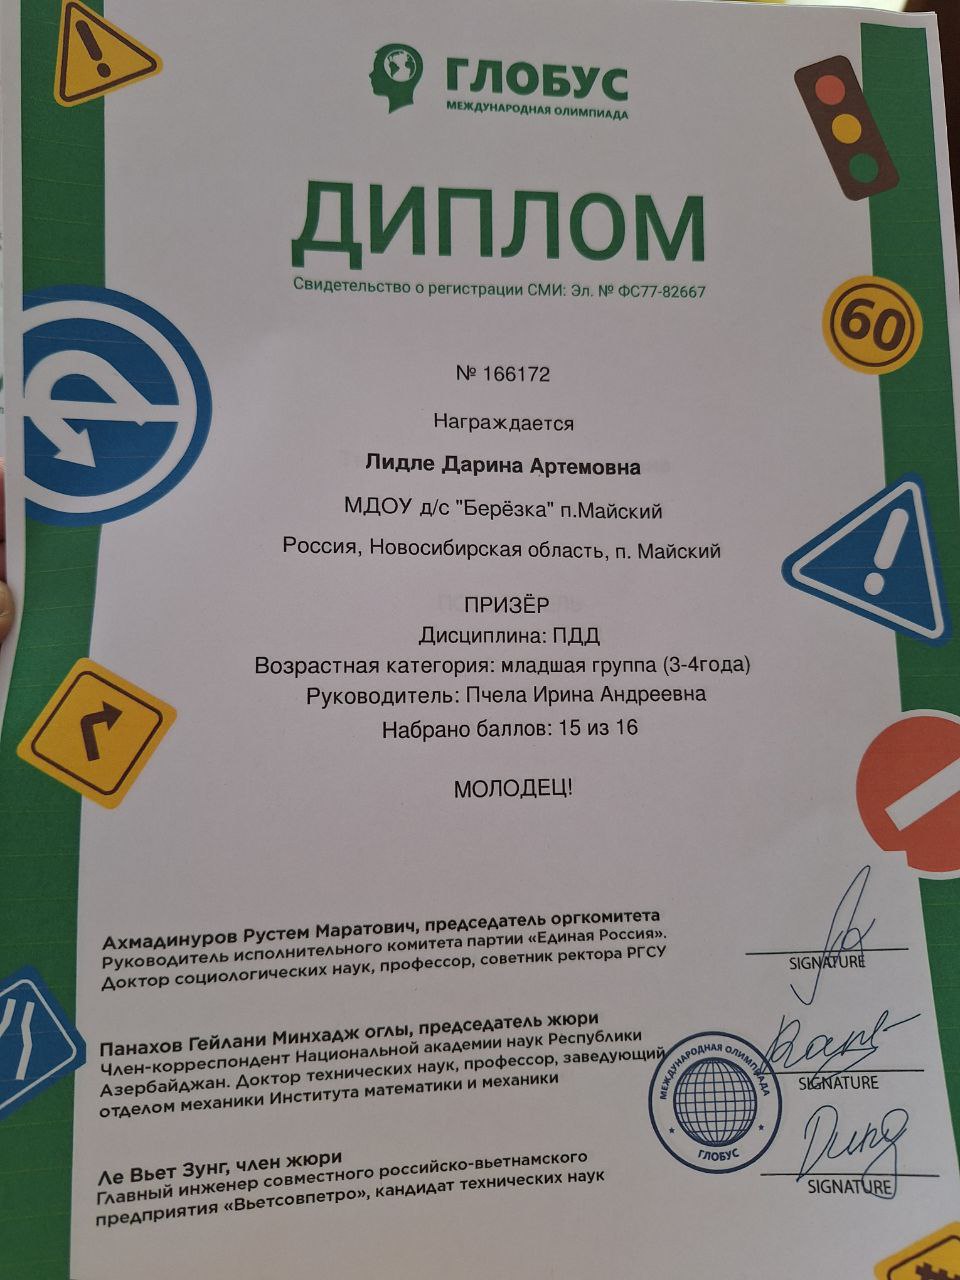 ГЛОБУС
МЕЖДУНАРОДНАЯ ОЛИМПИАДА
ДИПЛОМ
Свидетельство о регистрации СМИ: Эл. № ФС77-82667
60
№ 166172
Награждается
Лидле Дарина Артемовна
МДОУ д/с "Берёзка" п.Майский
Россия, Новосибирская область, п. Майский
ПРИЗЁР
Дисциплина: ПДД
Возрастная категория: младшая группа (3-4года)
Руководитель: Пчела Ирина Андреевна
Набрано баллов: 15 из 16
МОЛОДЕЦ!
Ахмадинуров Рустем Маратович, председатель оргкомитета
Руководитель исполнительного комитета партии «Единая Россия».
Доктор социологических наук, профессор, советник ректора РГСУ
SIGNATURE
Панахов Гейлани Минхадж оглы, председатель жюри
Член-корреспондент Национальной академии наук Республики
Азербайджан. Доктор технических наук, профессор, заведующий
отделом механики Института математики и механики
SIGNATURE
МЕЖДУНАРОДНАЯ ОЛИМПИАДА
ГЛОБУС
Ле Вьет Зунг, член жюри
Главный инженер совместного российско-вьетнамского
предприятия «Вьетсовпетро», кандидат технических наук
SIGNATURE